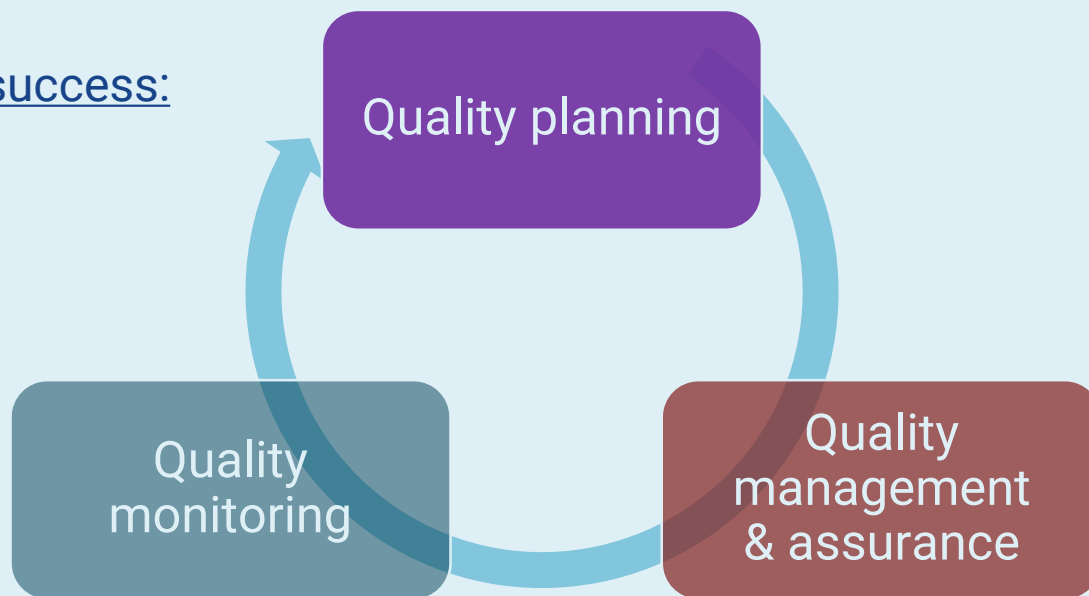 success:
Quality planning
Quality
monitoring
Quality
management
& assurance